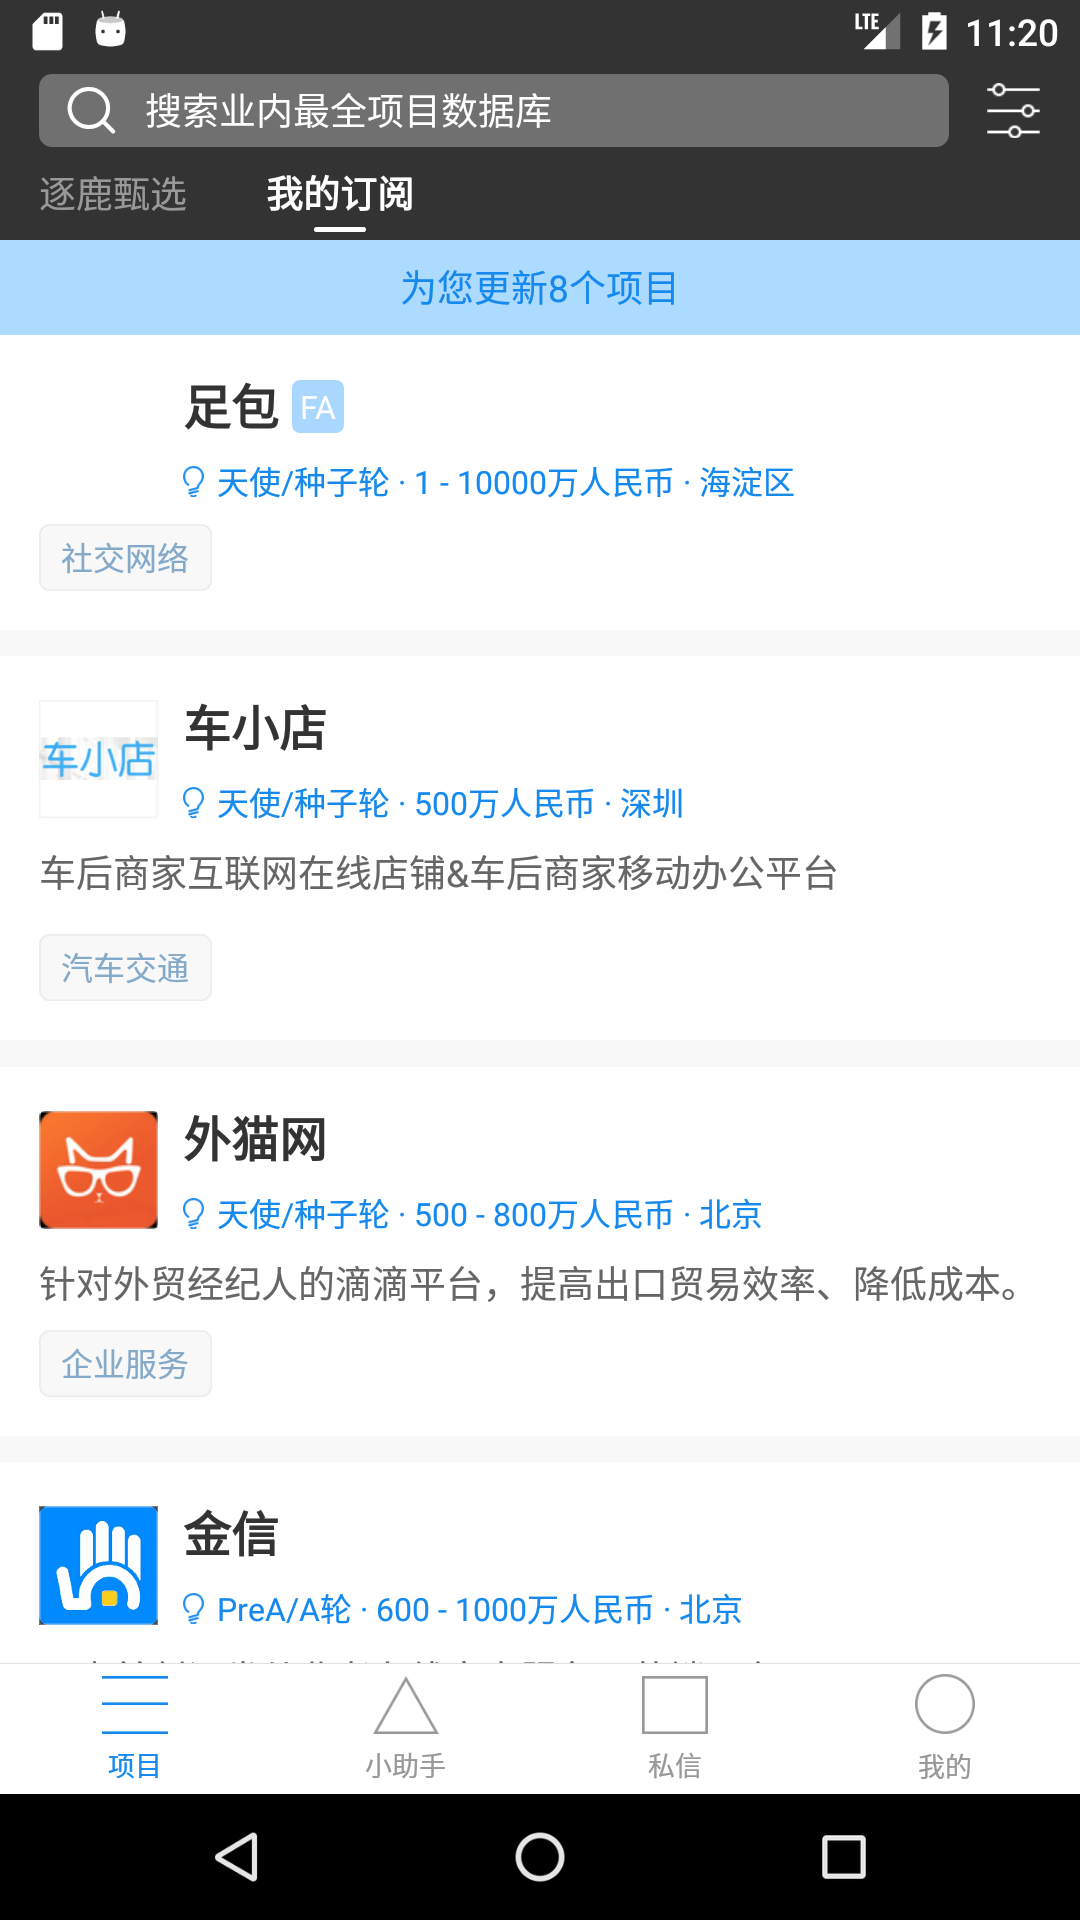 LTE 11:20
搜索业内最全项目数据库
逐鹿甄选 我的订阅
为您更新8个项目
足包 FA
天使/种子轮 · 1 - 10000万人民币 · 海淀区
社交网络
车小店
车小店
天使/种子轮 · 500万人民币 · 深圳
车后商家互联网在线店铺&车后商家移动办公平台
汽车交通
外猫网
天使/种子轮 · 500 - 800万人民币 · 北京
针对外贸经纪人的滴滴平台，提高出口贸易效率、降低成本。
企业服务
金信
PreA/A轮 · 600 - 1000万人民币 · 北京
项目 小助手 私信 我的